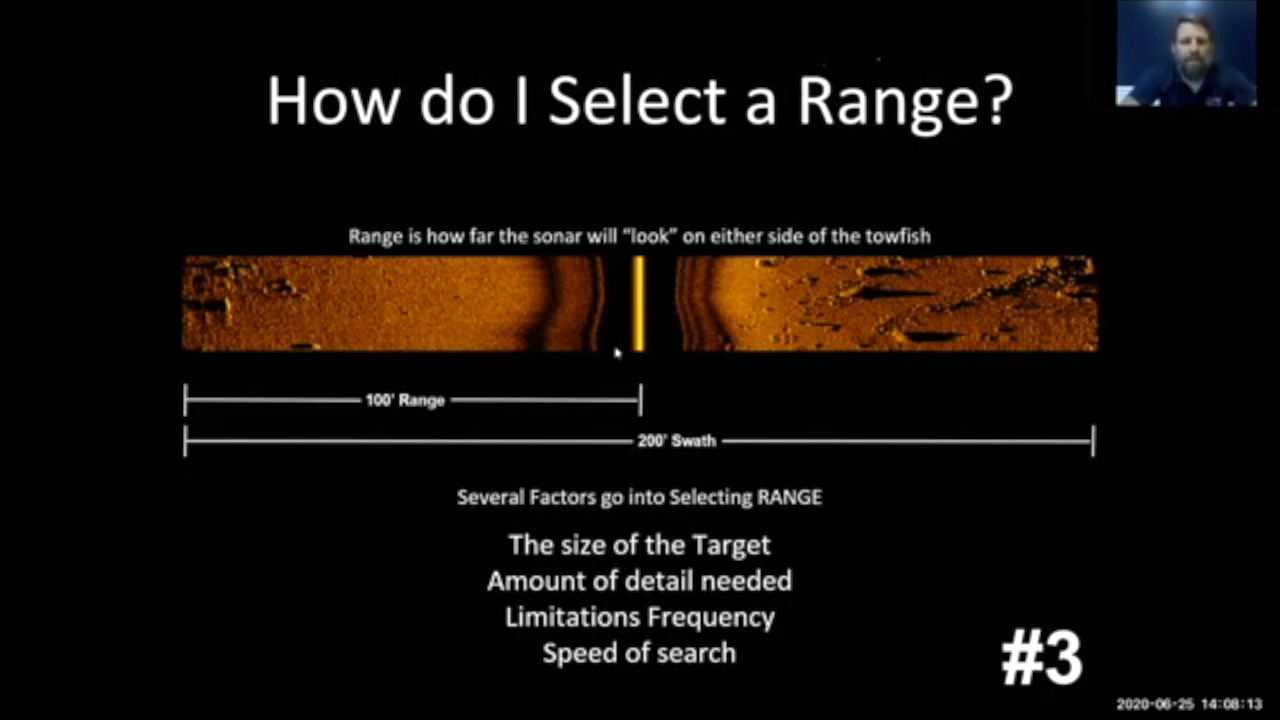 How do I Select a Range?
Range is how far the sonar will “look” on either side of the towfish
100' Range
200' Swath
Several Factors go into Selecting RANGE
The size of the Target
Amount of detail needed
Limitations Frequency
Speed of search
#3
2020-06-25 14:08:13